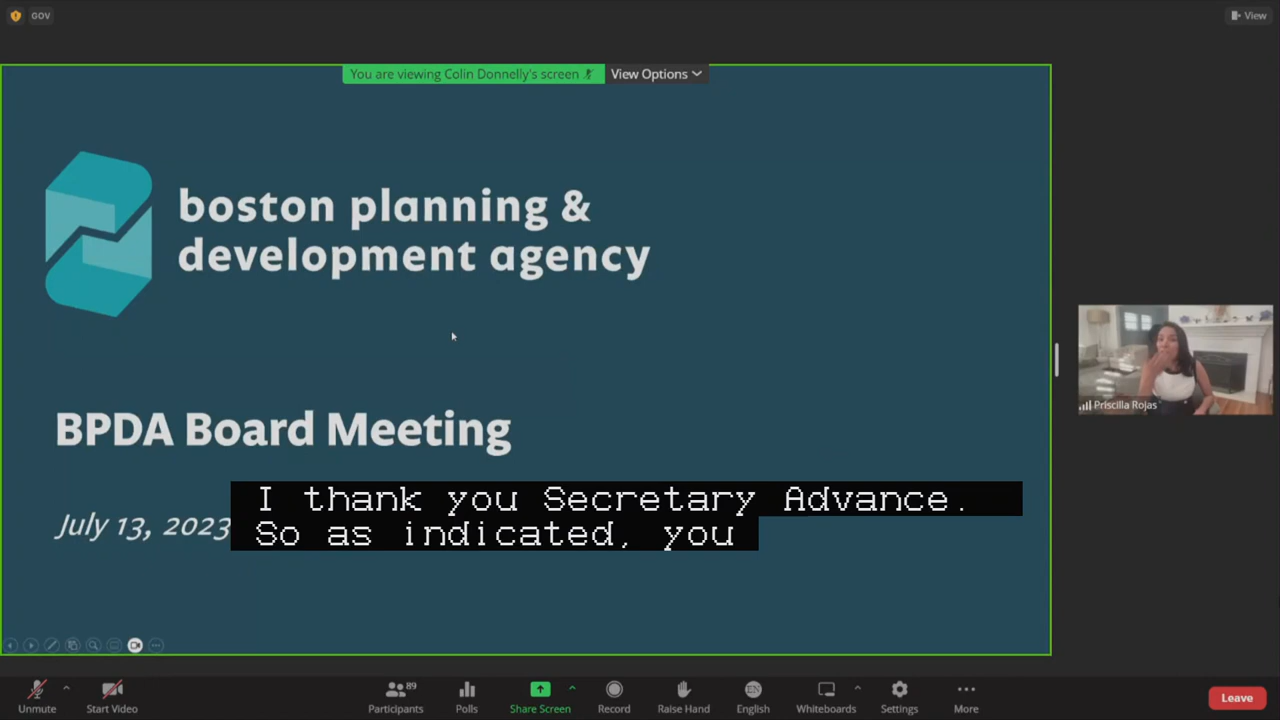 GOV
View
You are viewing Colin Donnelly's screen
View Options
boston planning &
development agency
BPDA Board Meeting
July 13, 2023
I thank you Secretary Advance.
So as indicated, you
Priscilla Rojas
Unmute
Start Video
89
Participants
Polls
Share Screen
Record
Raise Hand
EN
English
Whiteboards
Settings
More
Leave